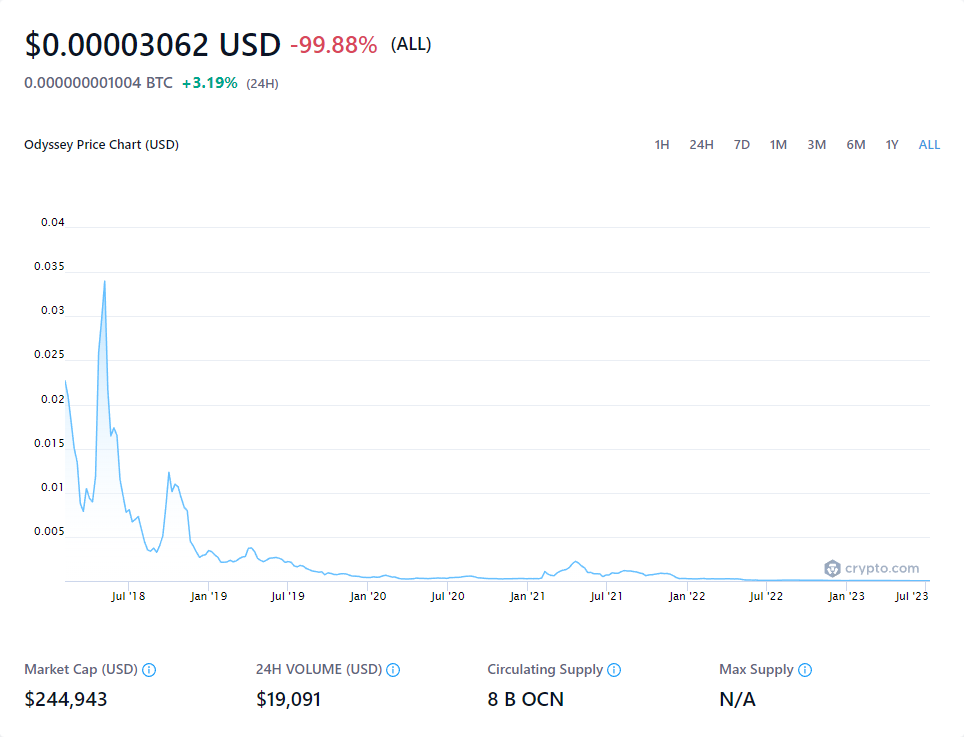 $0.00003062 USD -99.88% (ALL)
0.000000001004 BTC +3.19% (24H)
Odyssey Price Chart (USD) 1H 24H 7D 1M 3M 6M 1Y ALL
0.04
0.035
0.03
0.025
0.02
0.015
0.01
0.005
crypto.com
Jul '18 Jan '19 Jul '19 Jan '20 Jul '20 Jan '21 Jul '21 Jan '22 Jul '22 Jan '23 Jul '23
Market Cap (USD) 24H VOLUME (USD) Circulating Supply Max Supply
$244,943 $19,091 8 B OCN N/A